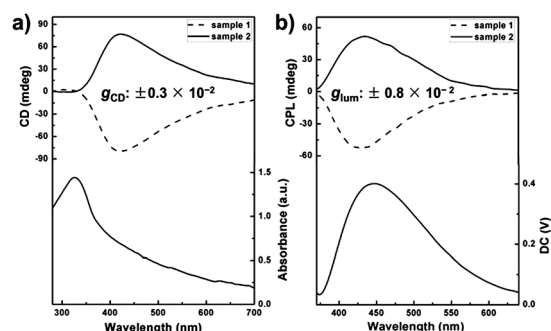 a)
sample 1
sample 2
90
60
30
0
-30
-60
-90
CD (mdeg)
gCD: ±0.3 × 10⁻²
1.5
1.0
0.5
0.0
Absorbance (a.u.)
300 400 500 600 700
Wavelength (nm)
b)
sample 1
sample 2
60
30
0
-30
-60
CPL (mdeg)
glum: ± 0.8 × 10⁻²
0.4
0.2
0.0
DC (V)
400 450 500 550 600
Wavelength (nm)